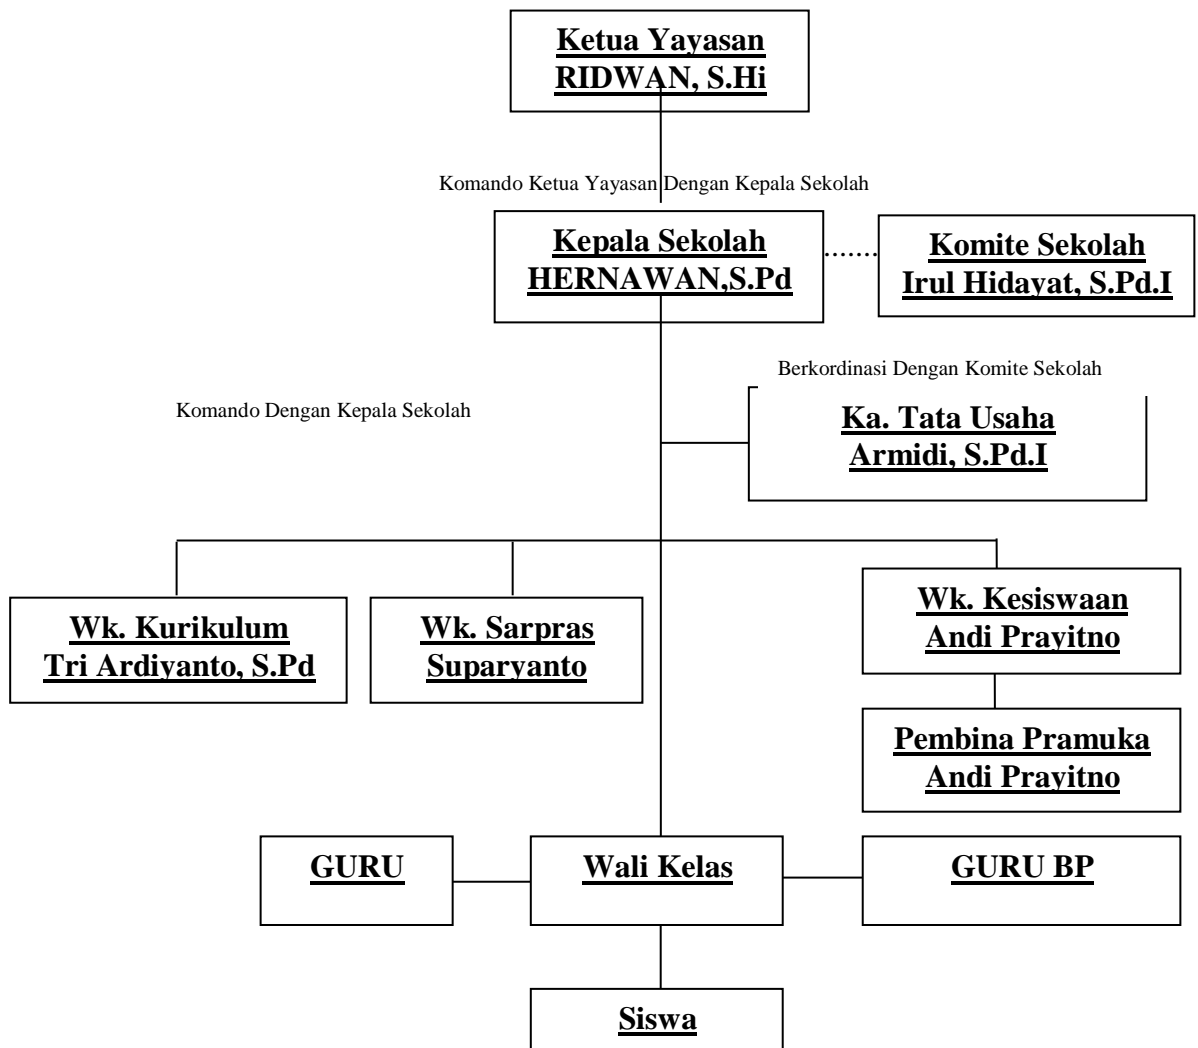 Ketua Yayasan
RIDWAN, S.Hi
Komando Ketua Yayasan Dengan Kepala Sekolah
Kepala Sekolah
HERNAWAN,S.Pd
Komite Sekolah
Irul Hidayat, S.Pd.I
Berkordinasi Dengan Komite Sekolah
Komando Dengan Kepala Sekolah
Ka. Tata Usaha
Armidi, S.Pd.I
Wk. Kurikulum
Tri Ardiyanto, S.Pd
Wk. Sarpras
Suparyanto
Wk. Kesiswaan
Andi Prayitno
Pembina Pramuka
Andi Prayitno
GURU
Wali Kelas
GURU BP
Siswa